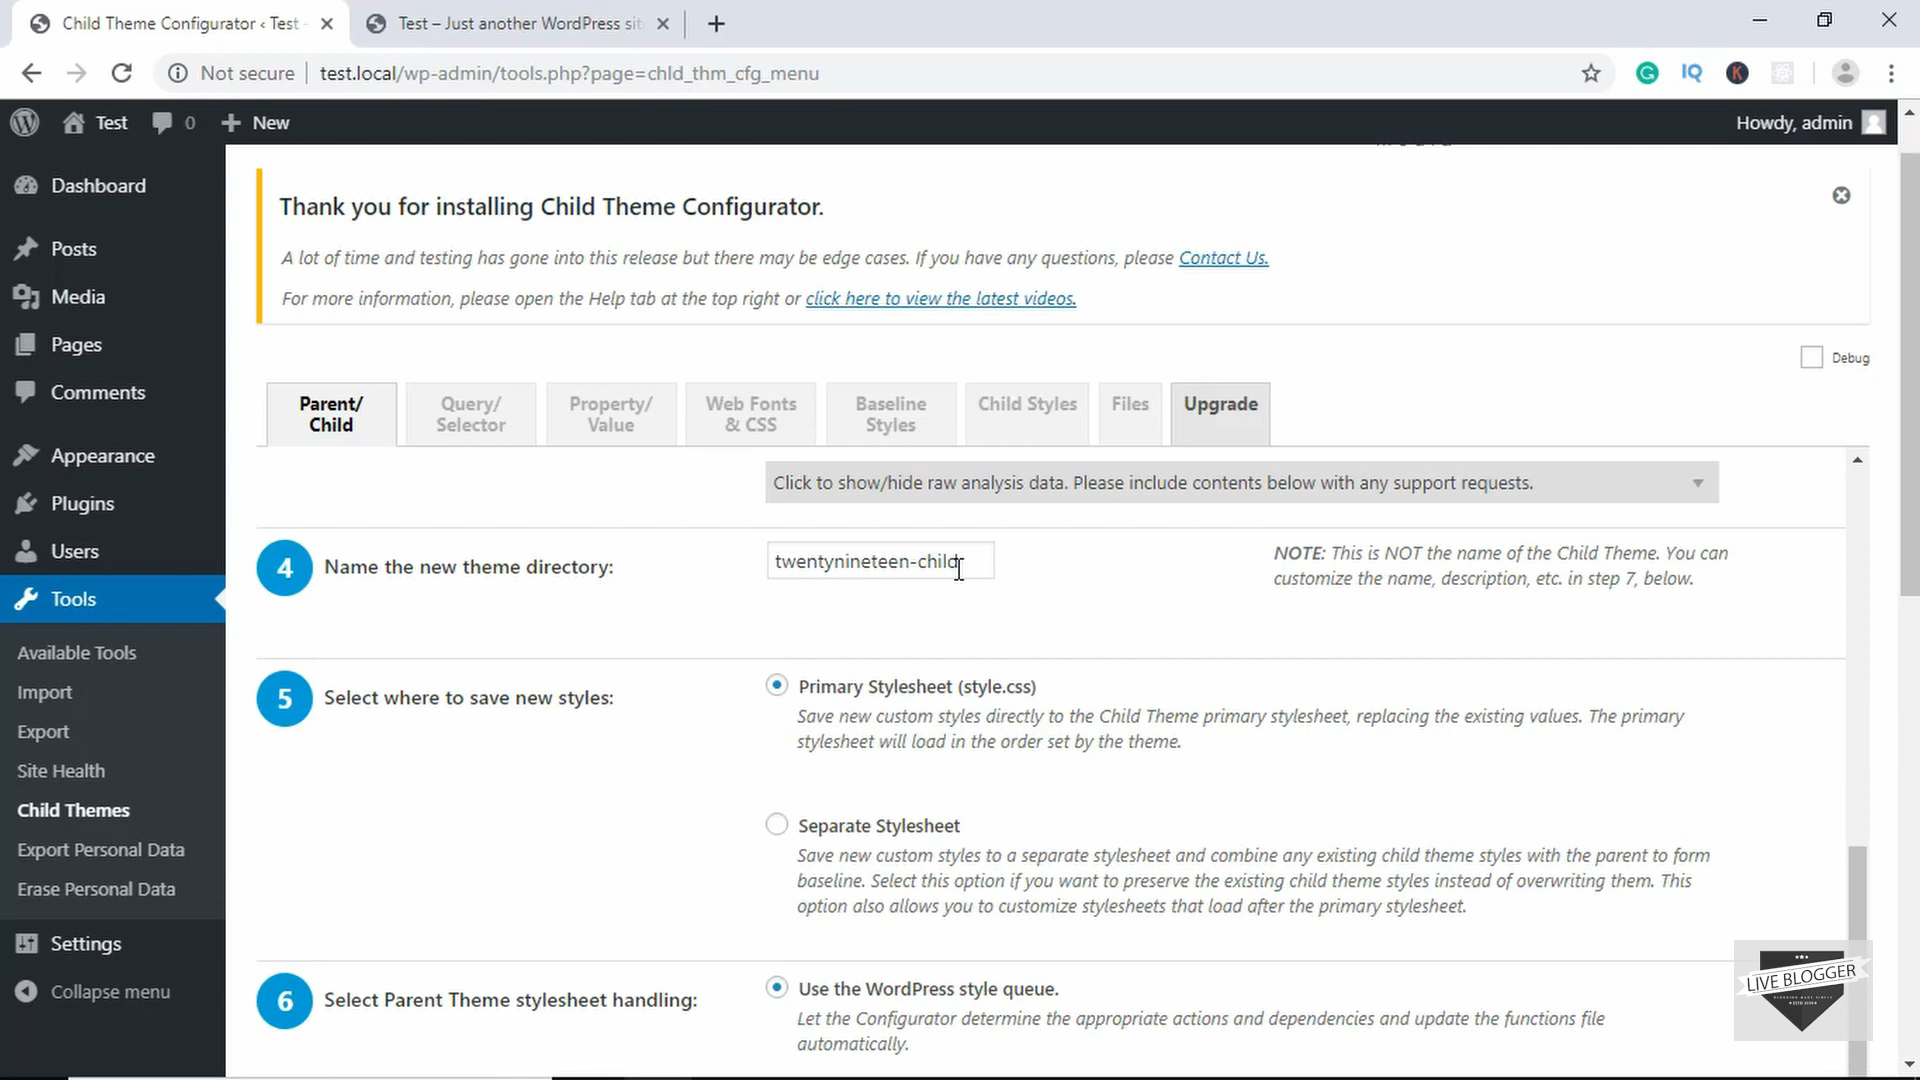 Child Theme Configurator ‹ Test -
Test – Just another WordPress sit
Not secure
test.local/wp-admin/tools.php?page=chld_thm_cfg_menu
IQ
K
Test
0
New
Howdy, admin
Dashboard
Posts
Media
Pages
Comments
Appearance
Plugins
Users
Tools
Available Tools
Import
Export
Site Health
Child Themes
Export Personal Data
Erase Personal Data
Settings
Collapse menu
Thank you for installing Child Theme Configurator.
A lot of time and testing has gone into this release but there may be edge cases. If you have any questions, please Contact Us.
For more information, please open the Help tab at the top right or click here to view the latest videos.
Debug
Parent/
Child
Query/
Selector
Property/
Value
Web Fonts
& CSS
Baseline
Styles
Child Styles
Files
Upgrade
Click to show/hide raw analysis data. Please include contents below with any support requests.
4
Name the new theme directory:
twentynineteen-child
NOTE: This is NOT the name of the Child Theme. You can
customize the name, description, etc. in step 7, below.
5
Select where to save new styles:
Primary Stylesheet (style.css)
Save new custom styles directly to the Child Theme primary stylesheet, replacing the existing values. The primary
stylesheet will load in the order set by the theme.
Separate Stylesheet
Save new custom styles to a separate stylesheet and combine any existing child theme styles with the parent to form
baseline. Select this option if you want to preserve the existing child theme styles instead of overwriting them. This
option also allows you to customize stylesheets that load after the primary stylesheet.
6
Select Parent Theme stylesheet handling:
Use the WordPress style queue.
Let the Configurator determine the appropriate actions and dependencies and update the functions file
automatically.
LIVE BLOGGER